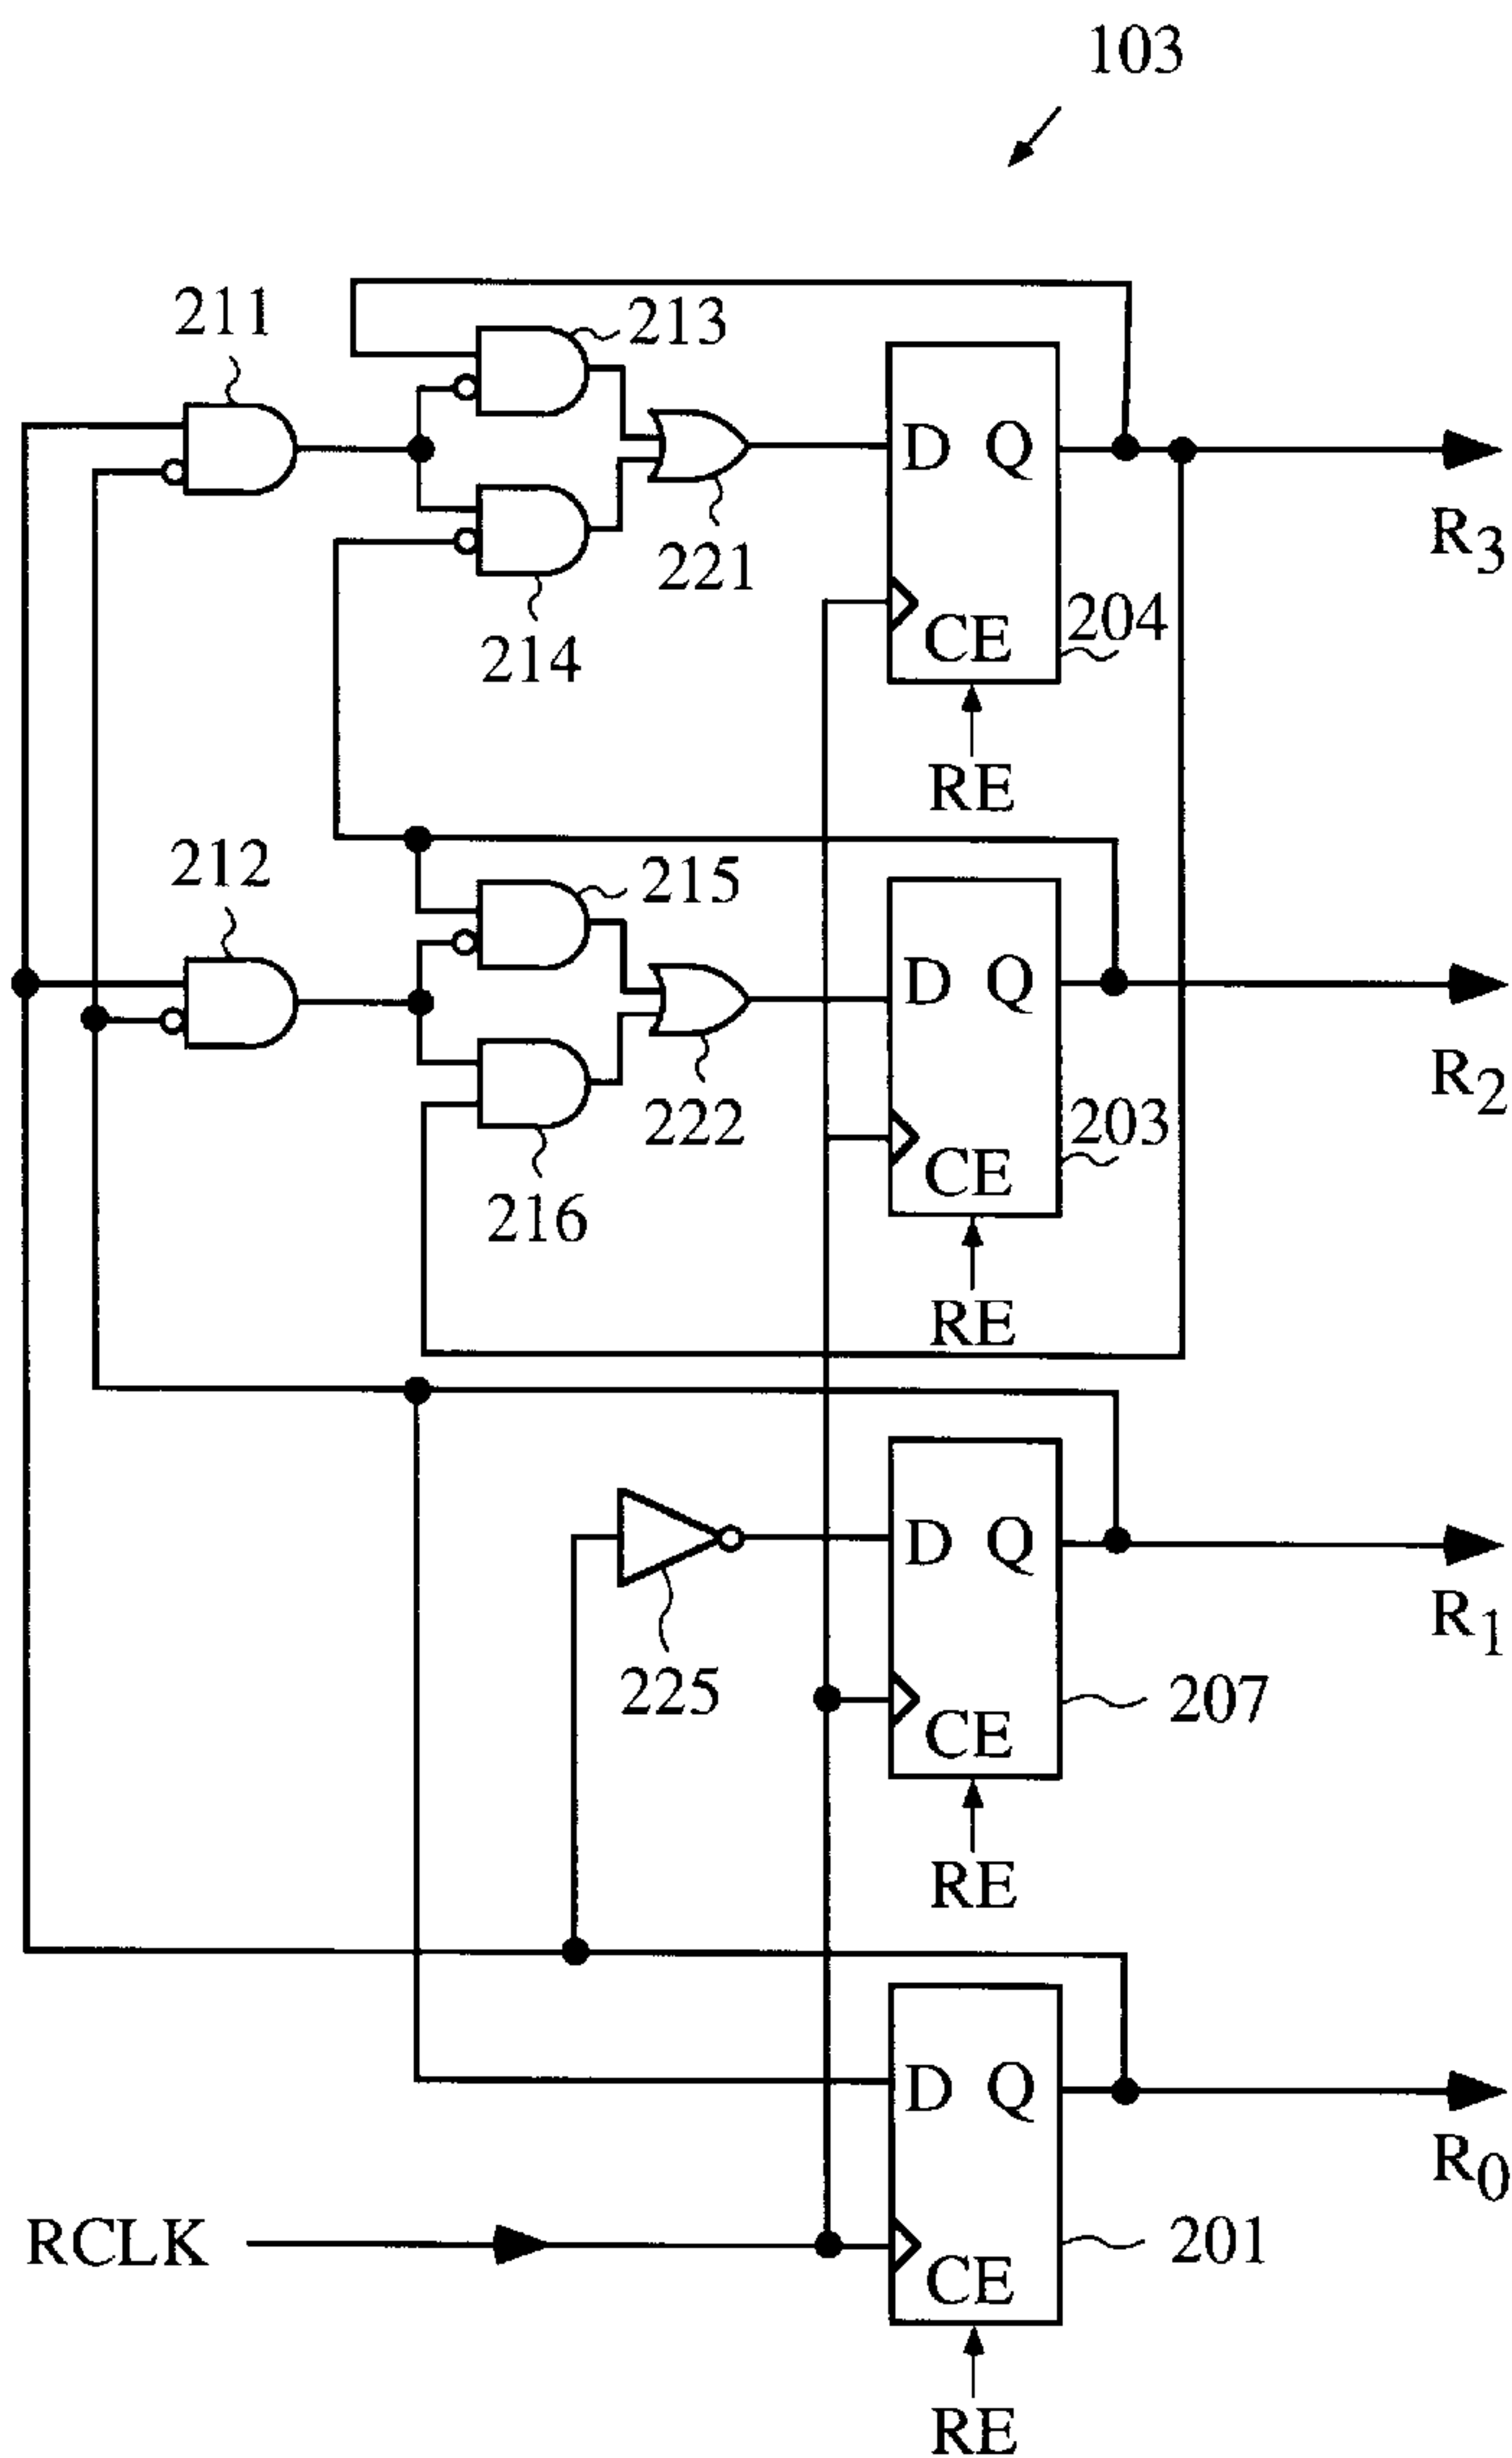 103
211
213
D Q
R3
221
204
214
CE
RE
212
215
D Q
R2
222
203
CE
216
RE
D Q
R1
225
207
CE
RE
D Q
R0
RCLK
201
CE
RE